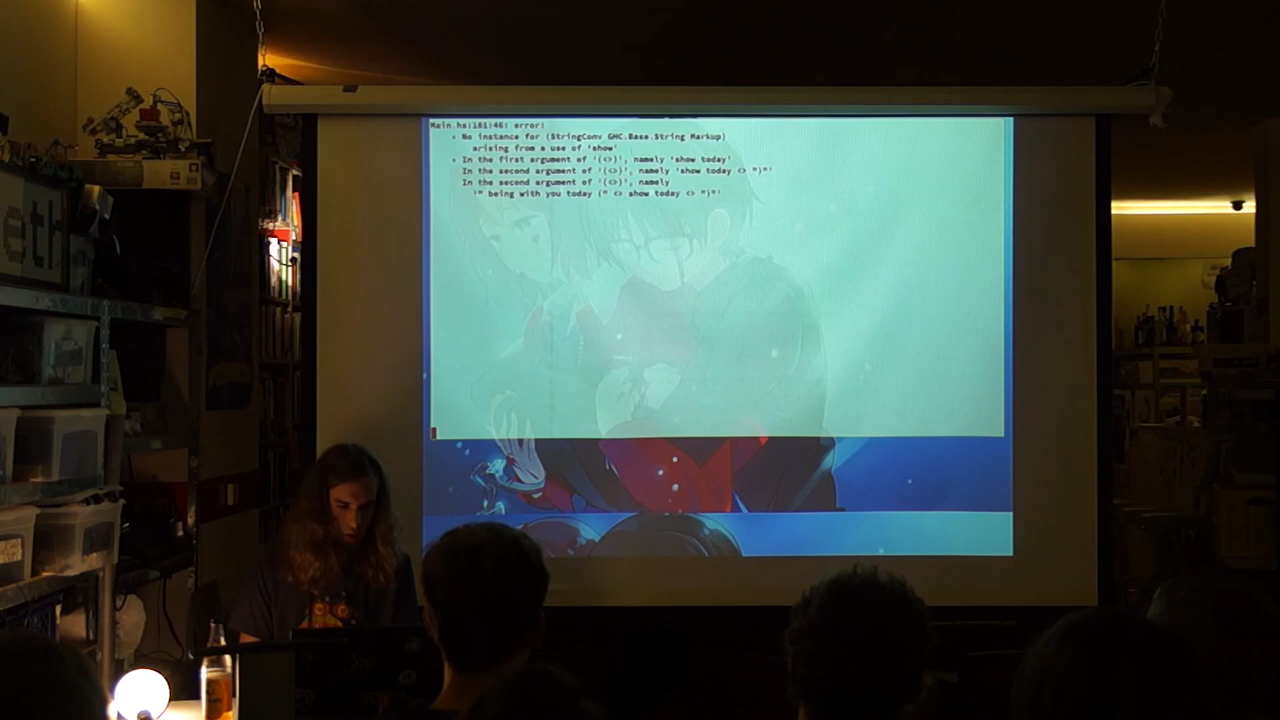 Main.hs:181:46: error:
• No instance for (StringConv GHC.Base.String Markup)
arising from a use of 'show'
• In the first argument of '(<>)', namely 'show today'
In the second argument of '(<>)', namely 'show today <> ")"'
In the second argument of '(<>)', namely
'" being with you today (" <> show today <> ")"'
eth